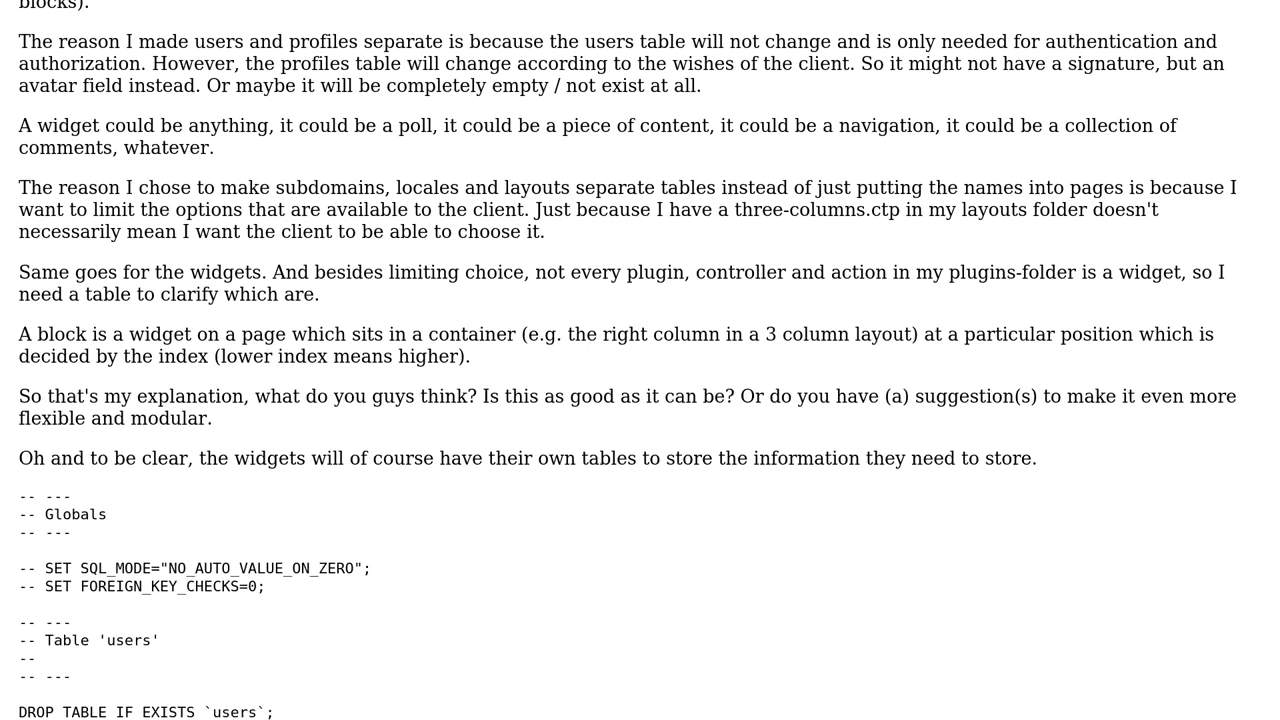 blocks).
The reason I made users and profiles separate is because the users table will not change and is only needed for authentication and
authorization. However, the profiles table will change according to the wishes of the client. So it might not have a signature, but an
avatar field instead. Or maybe it will be completely empty / not exist at all.
A widget could be anything, it could be a poll, it could be a piece of content, it could be a navigation, it could be a collection of
comments, whatever.
The reason I chose to make subdomains, locales and layouts separate tables instead of just putting the names into pages is because I
want to limit the options that are available to the client. Just because I have a three-columns.ctp in my layouts folder doesn't
necessarily mean I want the client to be able to choose it.
Same goes for the widgets. And besides limiting choice, not every plugin, controller and action in my plugins-folder is a widget, so I
need a table to clarify which are.
A block is a widget on a page which sits in a container (e.g. the right column in a 3 column layout) at a particular position which is
decided by the index (lower index means higher).
So that's my explanation, what do you guys think? Is this as good as it can be? Or do you have (a) suggestion(s) to make it even more
flexible and modular.
Oh and to be clear, the widgets will of course have their own tables to store the information they need to store.
-- ---
-- Globals
-- ---
-- SET SQL_MODE="NO_AUTO_VALUE_ON_ZERO";
-- SET FOREIGN_KEY_CHECKS=0;
-- ---
-- Table 'users'
--
-- ---
DROP TABLE IF EXISTS `users`;